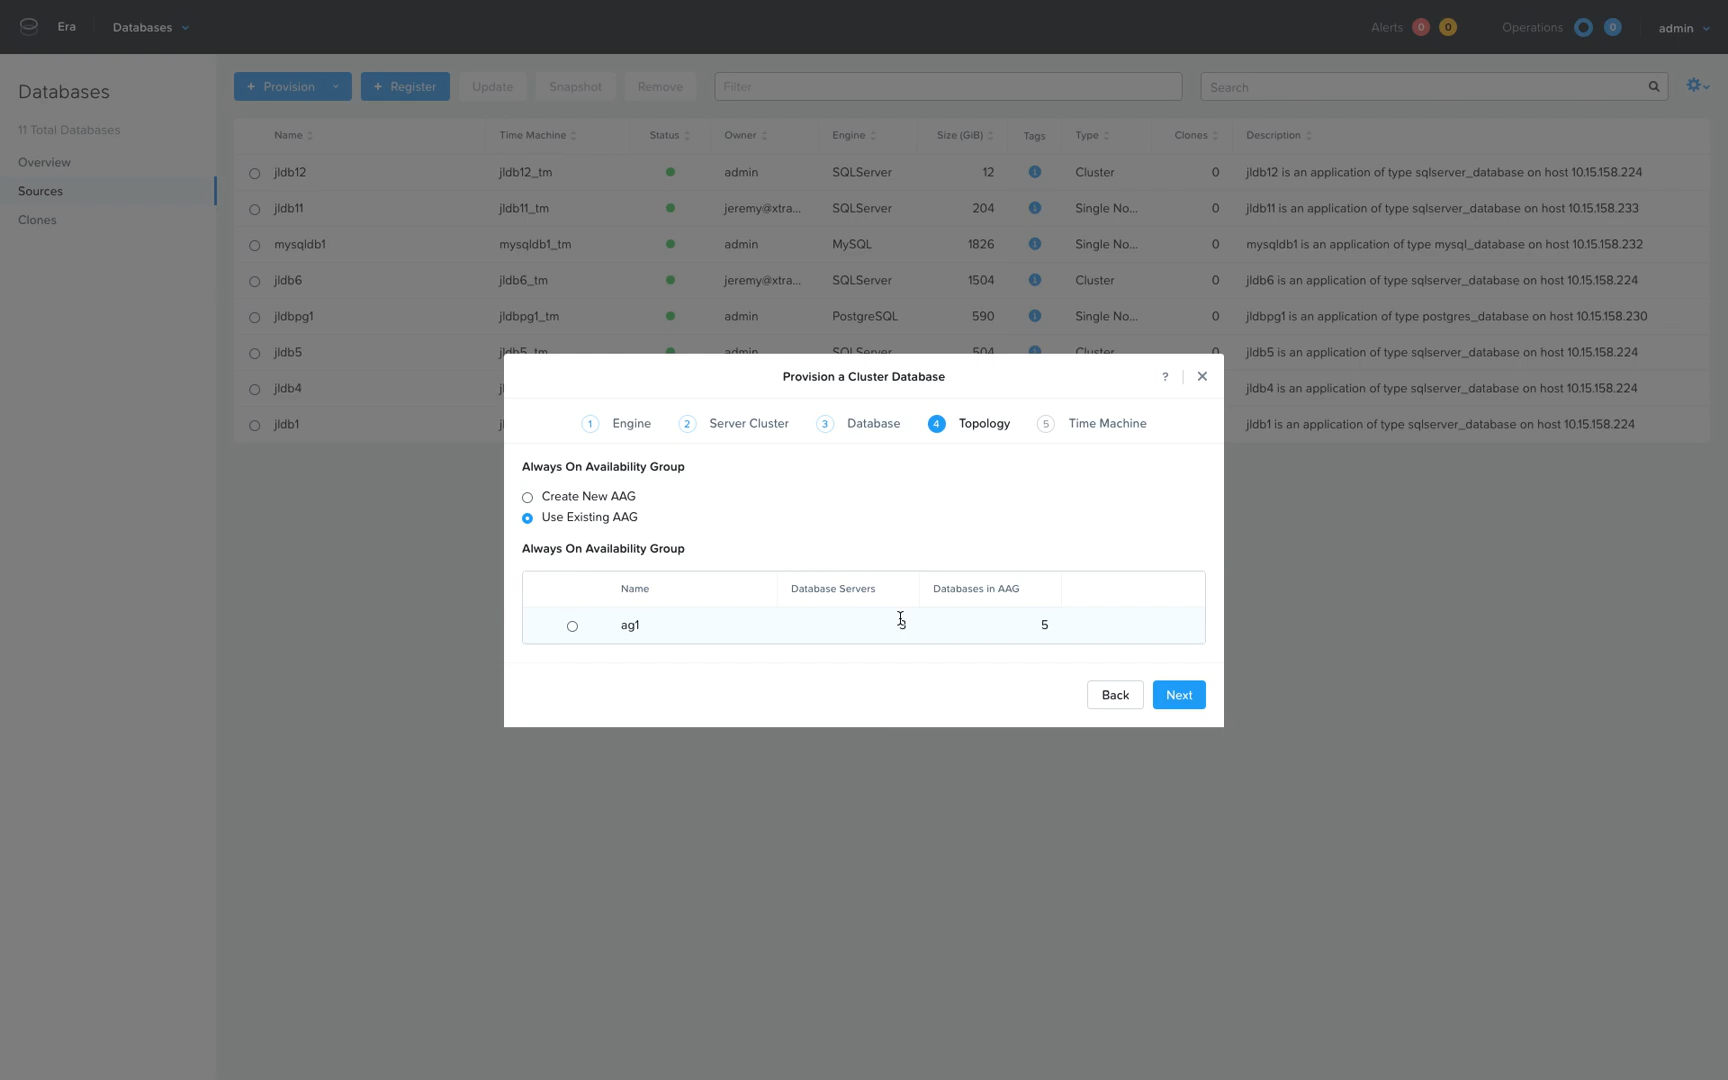 Era Databases Alerts 0 0 Operations 0 admin
Databases
11 Total Databases
Overview
Sources
Clones
+ Provision + Register Update Snapshot Remove Filter Search
Name Time Machine Status Owner Engine Size (GiB) Tags Type Clones Description
jldb12 jldb12_tm admin SQLServer 12 Cluster 0 jldb12 is an application of type sqlserver_database on host 10.15.158.224
jldb11 jldb11_tm jeremy@xtra... SQLServer 204 Single No... 0 jldb11 is an application of type sqlserver_database on host 10.15.158.233
mysqldb1 mysqldb1_tm admin MySQL 1826 Single No... 0 mysqldb1 is an application of type mysql_database on host 10.15.158.232
jldb6 jldb6_tm jeremy@xtra... SQLServer 1504 Cluster 0 jldb6 is an application of type sqlserver_database on host 10.15.158.224
jldbpg1 jldbpg1_tm admin PostgreSQL 590 Single No... 0 jldbpg1 is an application of type postgres_database on host 10.15.158.230
jldb5 jldb5_tm admin SQLServer 504 Cluster 0 jldb5 is an application of type sqlserver_database on host 10.15.158.224
jldb4 jldb4 is an application of type sqlserver_database on host 10.15.158.224
jldb1 jldb1 is an application of type sqlserver_database on host 10.15.158.224
Provision a Cluster Database ?
1 Engine 2 Server Cluster 3 Database 4 Topology 5 Time Machine
Always On Availability Group
Create New AAG
Use Existing AAG
Always On Availability Group
Name Database Servers Databases in AAG
ag1 3 5
Back Next